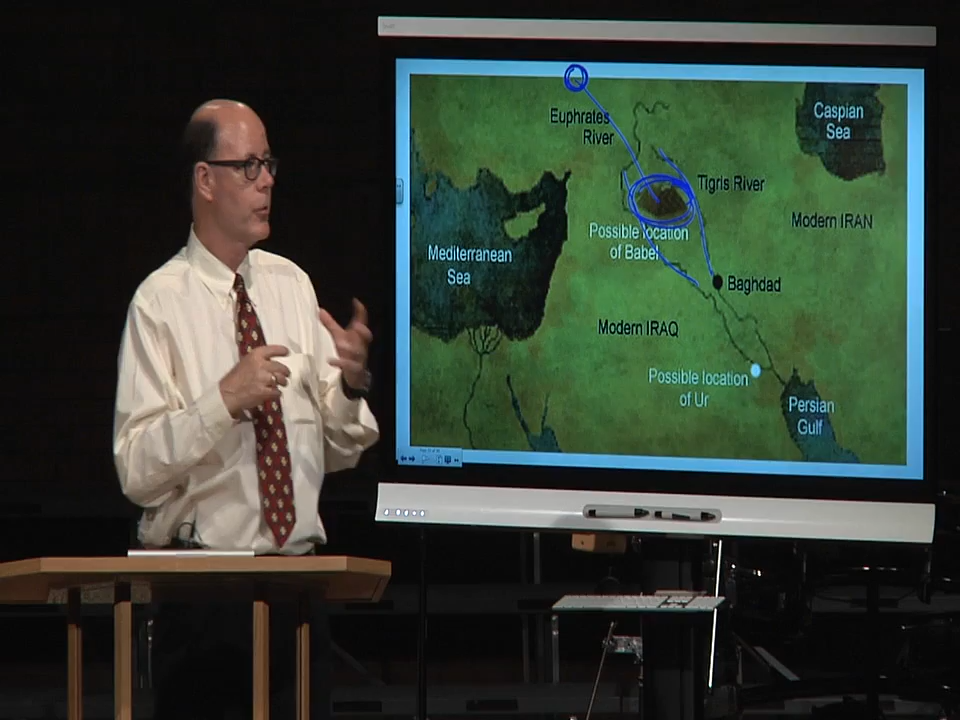 Euphrates
River
Caspian
Sea
Tigris River
Modern IRAN
Possible location
of Babel
Mediterranean
Sea
Baghdad
Modern IRAQ
Possible location
of Ur
Persian
Gulf